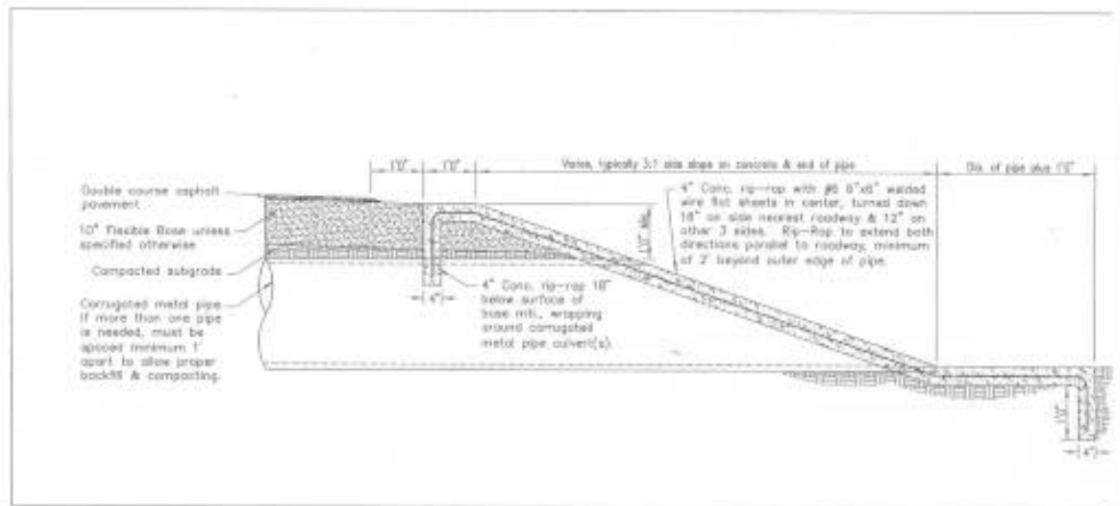 1'0"
1'0"
Varies, typically 3:1 side slope on concrete & end of pipe
Dia. of pipe plus 1'0"
Double course asphalt
pavement
10" Flexible Base unless
specified otherwise
Compacted subgrade
Corrugated metal pipe
If more than one pipe
is needed, must be
spaced minimum 1'
apart to allow proper
backfill & compacting.
4" Conc. rip-rap 18"
below surface of
base mtl., wrapping
around corrugated
metal pipe culvert(s).
4"
1'0"
4" Conc. rip-rap with #6 6"x6" welded
wire flat sheets in center, turned down
18" on side nearest roadway & 12" on
other 3 sides. Rip-Rap to extend both
directions parallel to roadway, minimum
of 2' beyond outer edge of pipe.
1'0"
4"